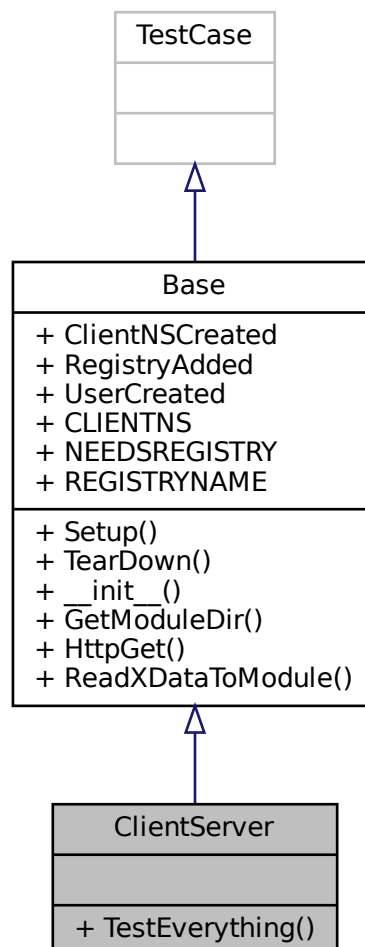 TestCase
Base
+ ClientNSCreated
+ RegistryAdded
+ UserCreated
+ CLIENTNS
+ NEEDSREGISTRY
+ REGISTRYNAME
+ Setup()
+ TearDown()
+ __init__()
+ GetModuleDir()
+ HttpGet()
+ ReadXDataToModule()
ClientServer
+ TestEverything()